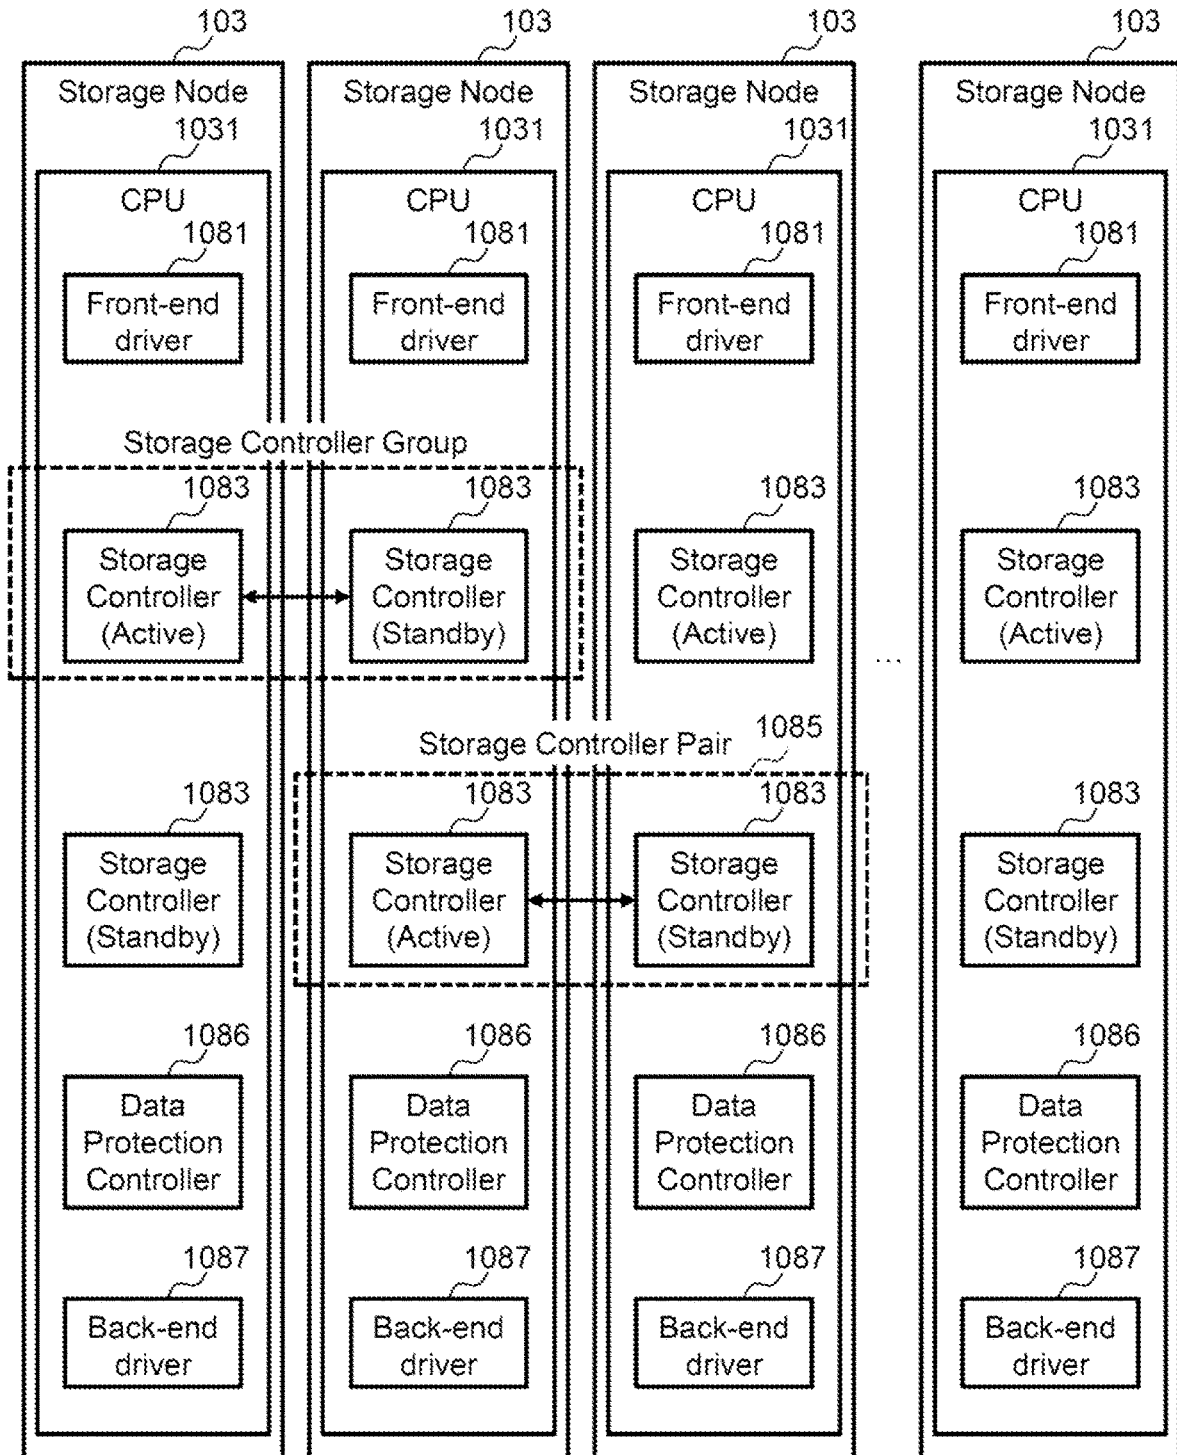 103 103 103 103
Storage Node Storage Node Storage Node Storage Node
1031 1031 1031 1031
CPU CPU CPU CPU
1081 1081 1081 1081
Front-end Front-end Front-end Front-end
driver driver driver driver
Storage Controller Group
1083 1083 1083 1083
Storage Storage Storage Storage
Controller Controller Controller Controller
(Active) (Standby) (Active) (Active)
...
1085
Storage Controller Pair
1083 1083 1083 1083
Storage Storage Storage Storage
Controller Controller Controller Controller
(Standby) (Active) (Standby) (Standby)
1086 1086 1086 1086
Data Data Data Data
Protection Protection Protection Protection
Controller Controller Controller Controller
1087 1087 1087 1087
Back-end Back-end Back-end Back-end
driver driver driver driver